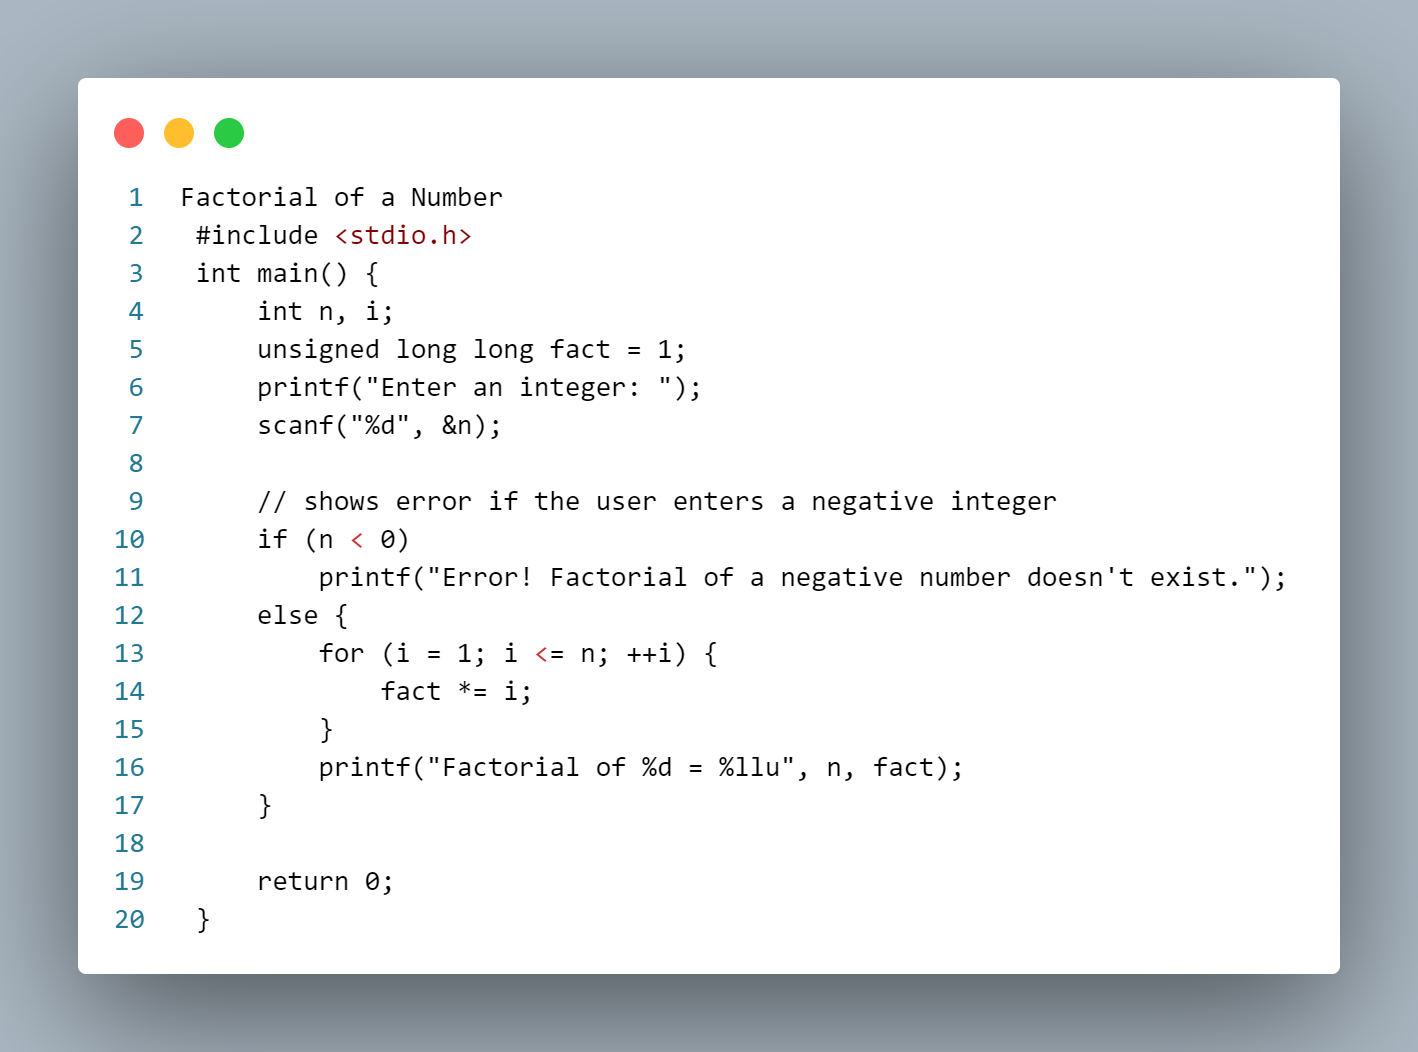 1 Factorial of a Number
2 #include <stdio.h>
3 int main() {
4 int n, i;
5 unsigned long long fact = 1;
6 printf("Enter an integer: ");
7 scanf("%d", &n);
8
9 // shows error if the user enters a negative integer
10 if (n < 0)
11 printf("Error! Factorial of a negative number doesn't exist.");
12 else {
13 for (i = 1; i <= n; ++i) {
14 fact *= i;
15 }
16 printf("Factorial of %d = %llu", n, fact);
17 }
18
19 return 0;
20 }